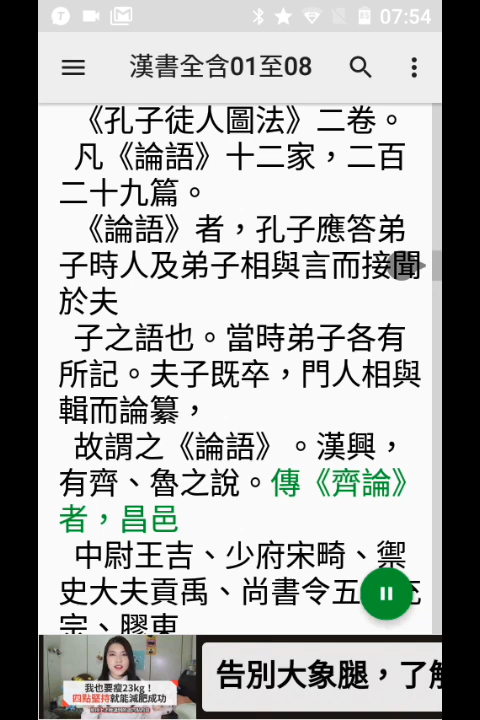 07:54
漢書全含01至08
《孔子徒人圖法》二卷。
凡《論語》十二家，二百
二十九篇。
《論語》者，孔子應答弟
子時人及弟子相與言而接聞
於夫
子之語也。當時弟子各有
所記。夫子既卒，門人相與
輯而論纂，
故謂之《論語》。漢興，
有齊、魯之說。傳《齊論》
者，昌邑
中尉王吉、少府宋畸、禦
史大夫貢禹、尚書令五充
宗、膠東
我也要瘦23kg！
四點堅持就能減肥成功
告別大象腿，了解